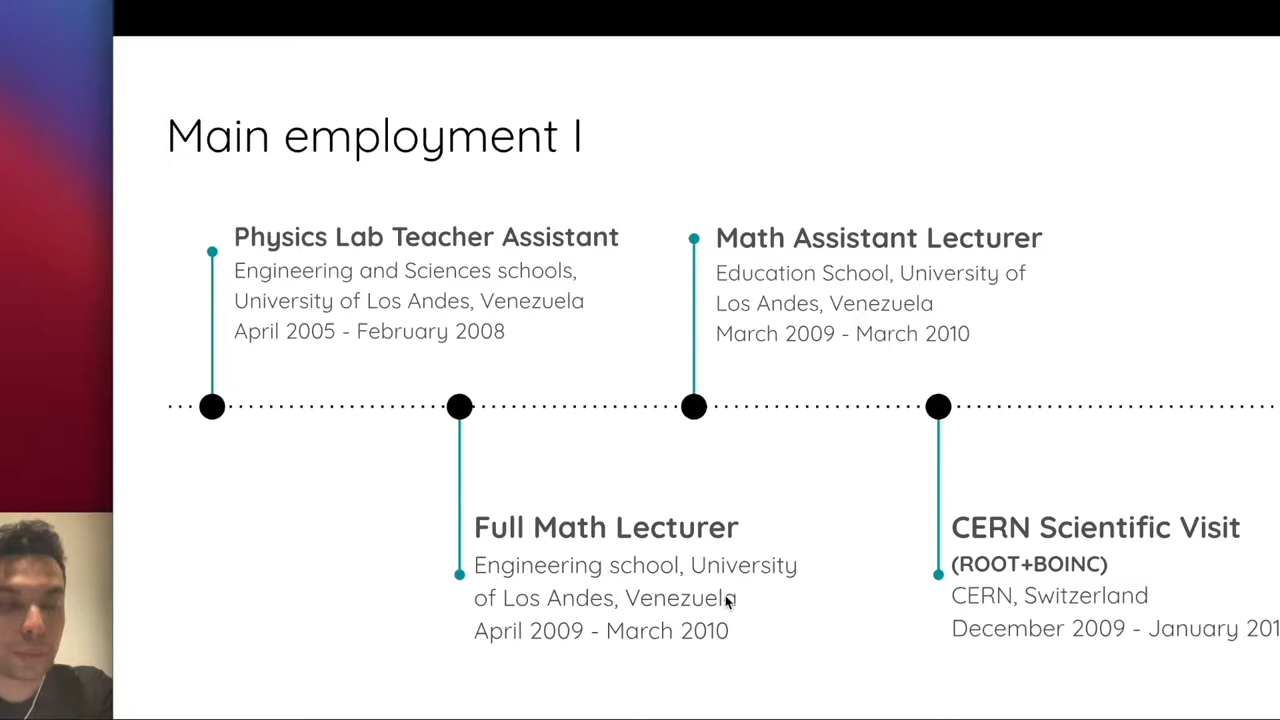 Main employment I
Physics Lab Teacher Assistant
Engineering and Sciences schools,
University of Los Andes, Venezuela
April 2005 - February 2008
Math Assistant Lecturer
Education School, University of
Los Andes, Venezuela
March 2009 - March 2010
Full Math Lecturer
Engineering school, University
of Los Andes, Venezuela
April 2009 - March 2010
CERN Scientific Visit
(ROOT+BOINC)
CERN, Switzerland
December 2009 - January